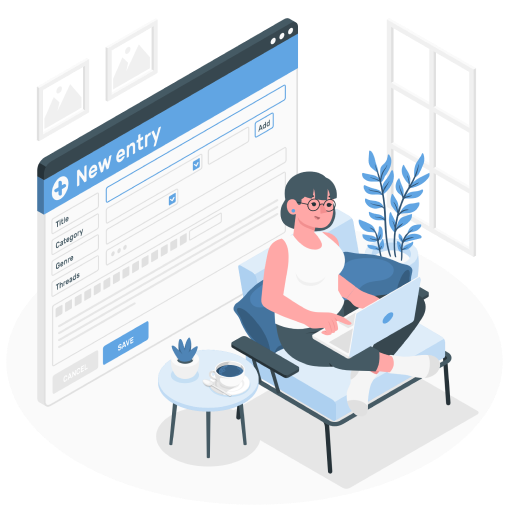 New entry
Title
Add
Category
Genre
Threads
CANCEL
SAVE